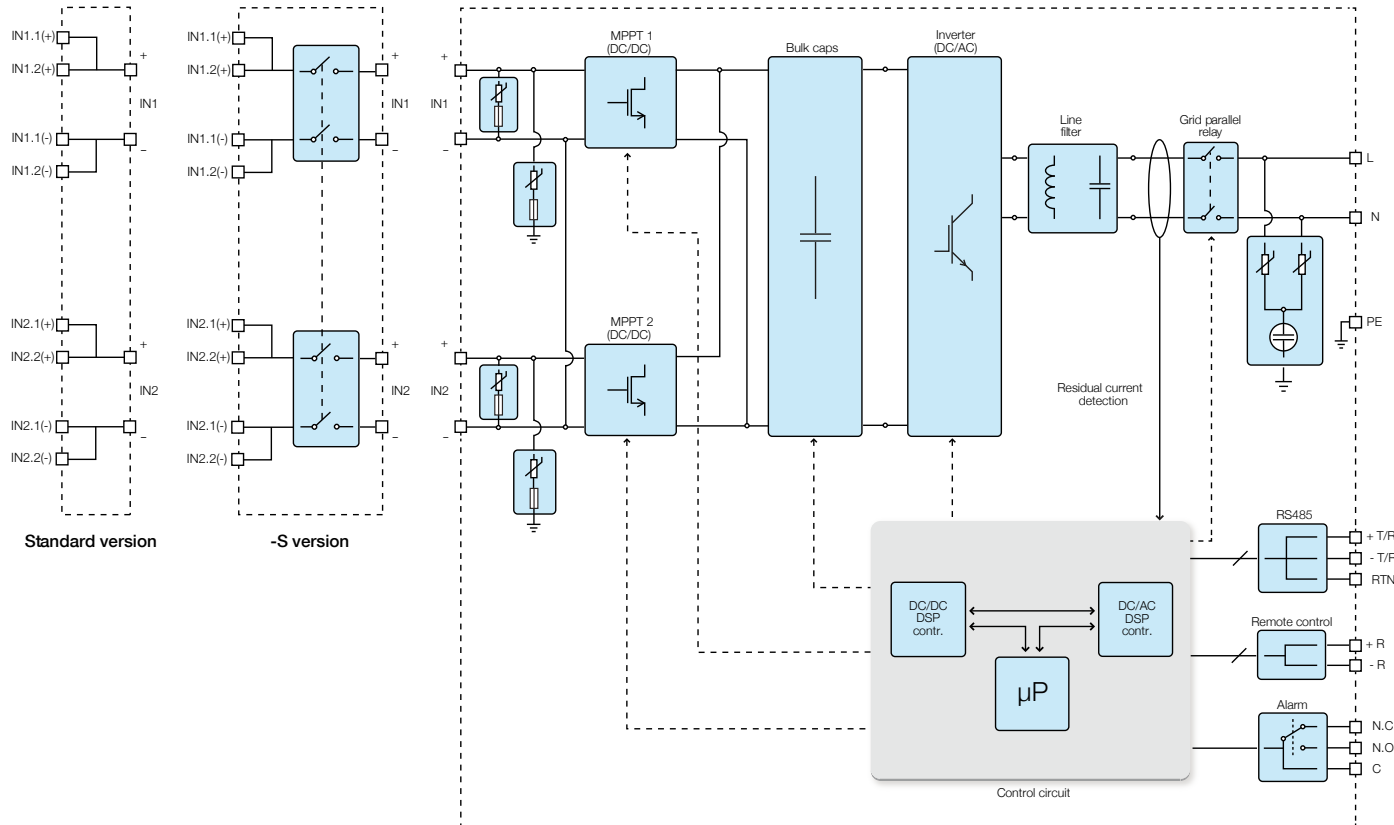 IN1.1(+)
IN1.2(+)
+
IN1
IN1.1(-)
–
IN1.2(-)
IN2.1(+)
+
IN2.2(+)
IN2
IN2.1(-)
–
IN2.2(-)
Standard version
IN1.1(+)
+
IN1.2(+)
IN1
IN1.1(-)
–
IN1.2(-)
IN2.1(+)
+
IN2.2(+)
IN2
IN2.1(-)
–
IN2.2(-)
-S version
+
IN1
–
+
IN2
–
MPPT 1
(DC/DC)
MPPT 2
(DC/DC)
Bulk caps
Inverter
(DC/AC)
Line
filter
Grid parallel
relay
L
N
PE
Residual current
detection
DC/DC
DSP
contr.
DC/AC
DSP
contr.
µP
Control circuit
RS485
+ T/R
- T/R
RTN
Remote control
+ R
- R
Alarm
N.C
N.O
C